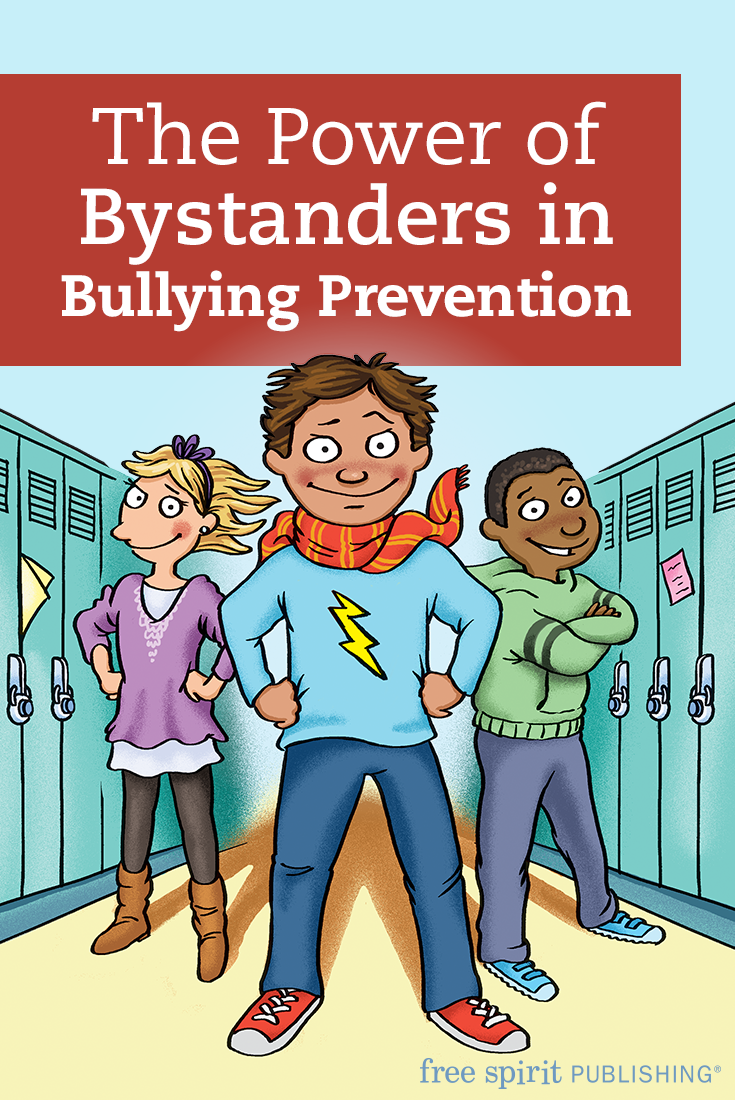 The Power of
Bystanders in
Bullying Prevention
free spirit PUBLISHING®